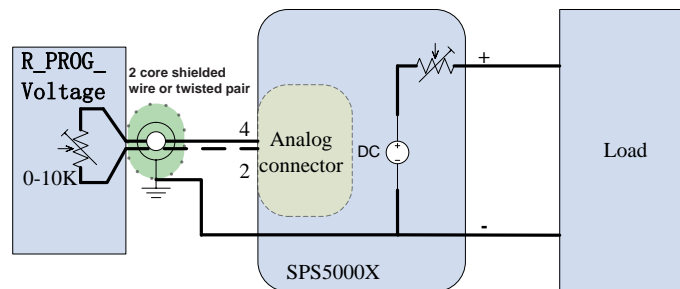 R_PROG_
Voltage
0-10K
2 core shielded
wire or twisted pair
4
2
Analog
connector
DC
+
-
+
-
SPS5000X
Load